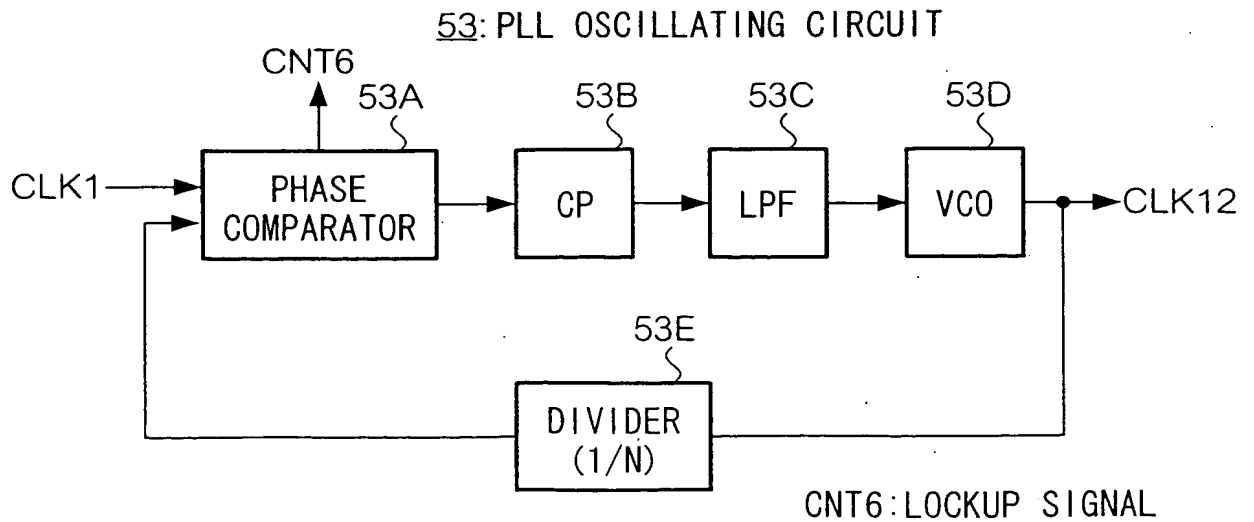 53: PLL OSCILLATING CIRCUIT
CNT6
53A
53B
53C
53D
CLK1
PHASE
COMPARATOR
CP
LPF
VCO
CLK12
53E
DIVIDER
(1/N)
CNT6: LOCKUP SIGNAL